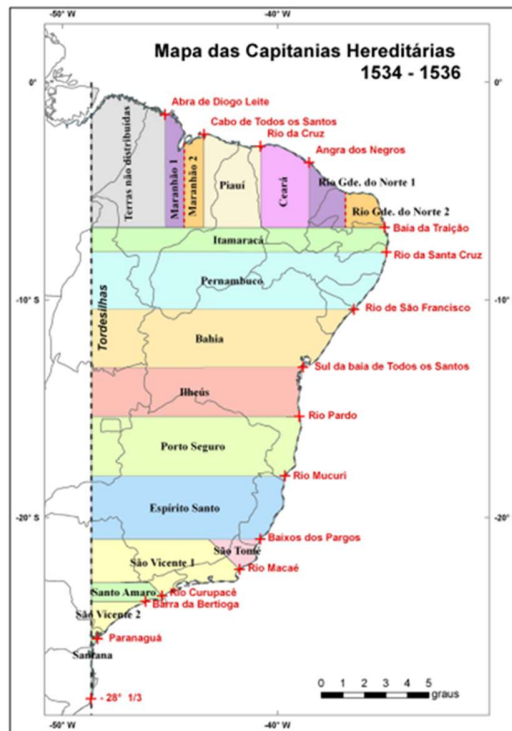 Mapa das Capitanias Hereditárias
1534 - 1536
0°
Abra de Diogo Leite
Cabo de Todos os Santos
Rio da Cruz
Angra dos Negros
Terras não distribuídas
Maranhão 1
Maranhão 2
Piauí
Ceará
Rio Gde. do Norte 1
Rio Gde. do Norte 2
Baía da Traição
Itamaracá
Rio da Santa Cruz
Pernambuco
Tordesilhas
-10° S
Rio de São Francisco
-10° S
Bahia
Sul da baía de Todos os Santos
Ilhéus
Rio Pardo
Porto Seguro
Rio Mucuri
Espírito Santo
-20° S
Baixos dos Pargos
-20° S
São Tomé
São Vicente 1
Rio Macaé
Santo Amaro
Rio Curupacê
Barra da Bertioga
São Vicente 2
Paranaguá
Santana
- 28° 1/3
0 1 2 3 4 5
graus
-50° W
-40° W